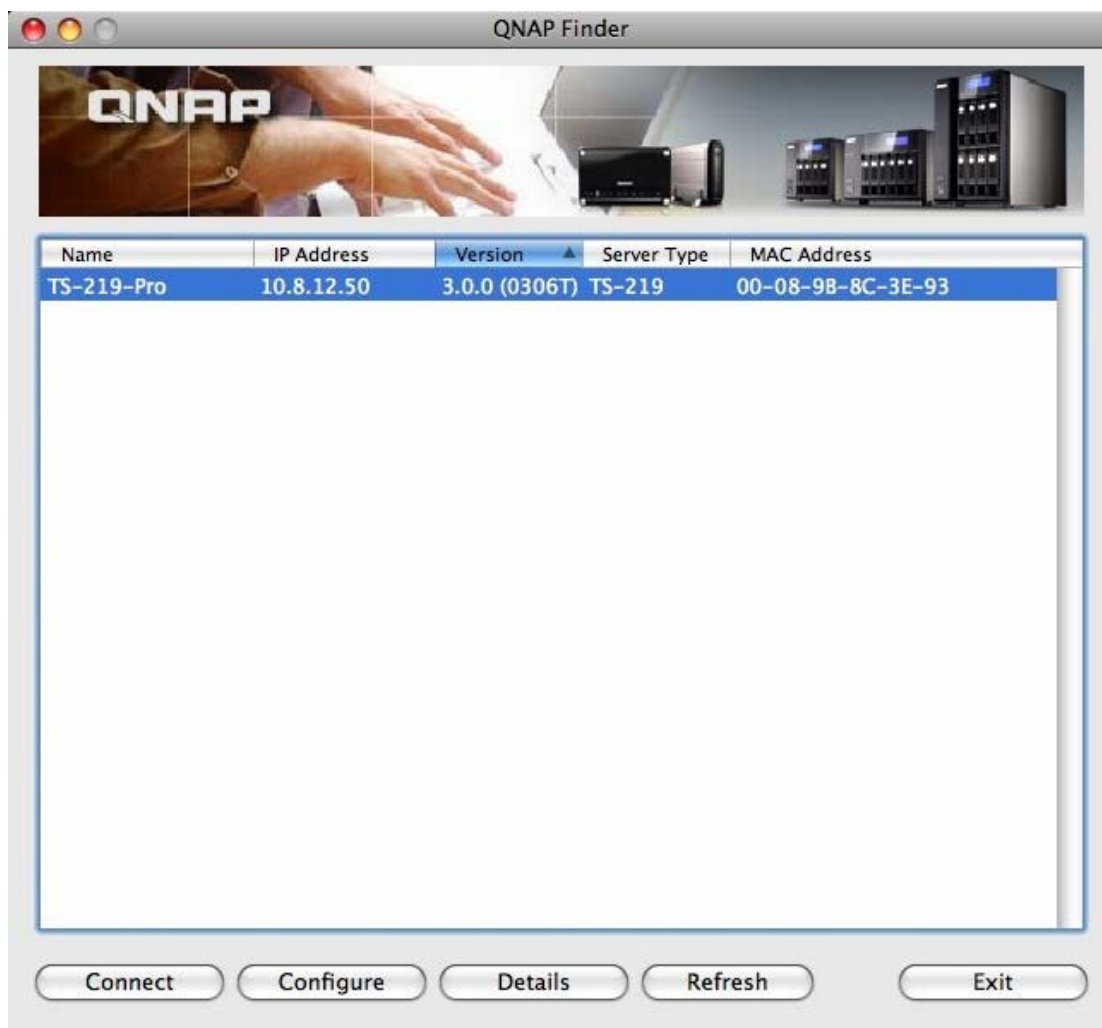 QNAP Finder
QNAP
Name IP Address Version Server Type MAC Address
TS-219-Pro 10.8.12.50 3.0.0 (0306T) TS-219 00-08-9B-8C-3E-93
Connect Configure Details Refresh Exit